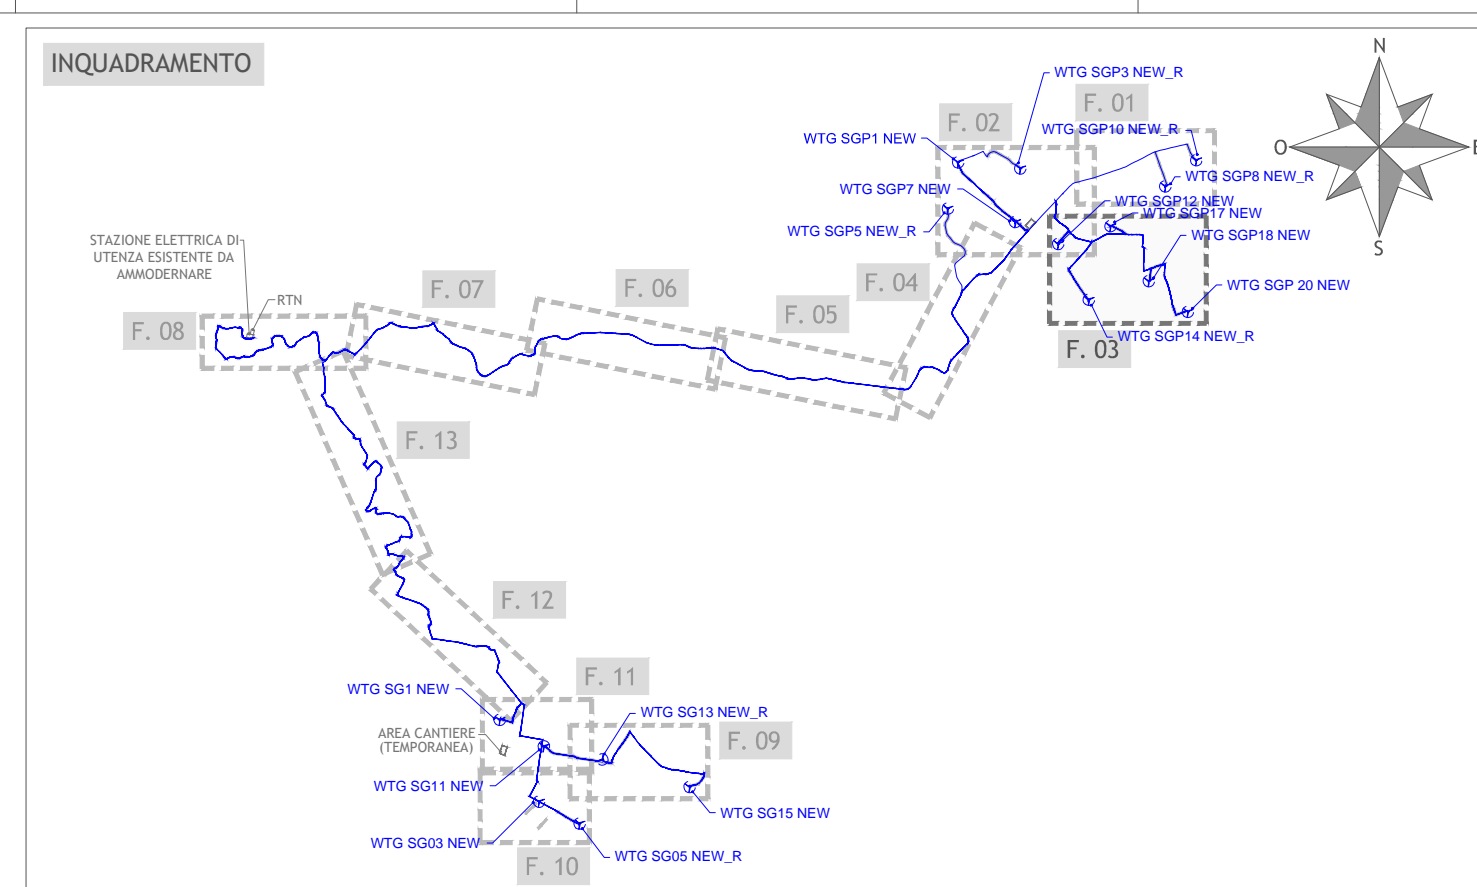 INQUADRAMENTO
N
WTG SGP3 NEW_R
F. 01
F. 02
WTG SGP10 NEW_R
WTG SGP1 NEW
O
E
WTG SGP8 NEW_R
WTG SGP7 NEW
WTG SGP12 NEW
WTG SGP17 NEW
WTG SGP5 NEW_R
WTG SGP18 NEW
S
STAZIONE ELETTRICA DI
UTENZA ESISTENTE DA
AMMODERNARE
RTN
F. 04
F. 07
F. 06
WTG SGP 20 NEW
F. 05
F. 08
WTG SGP14 NEW_R
F. 03
F. 13
F. 12
F. 11
WTG SG1 NEW
WTG SG13 NEW_R
AREA CANTIERE
(TEMPORANEA)
F. 09
WTG SG11 NEW
WTG SG15 NEW
WTG SG03 NEW
WTG SG05 NEW_R
F. 10